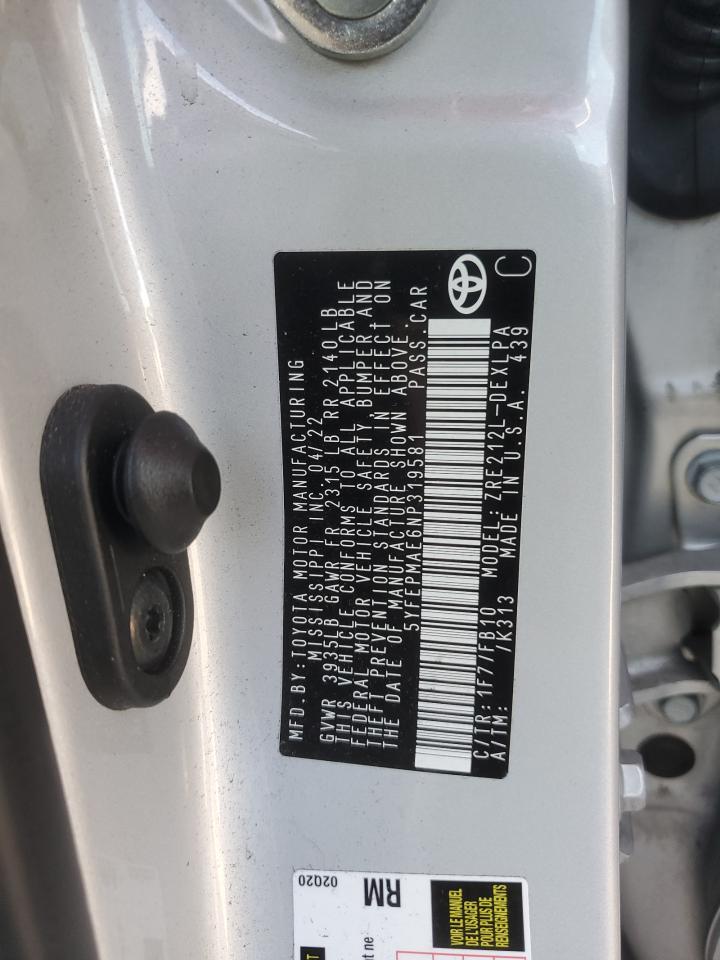 MFD.BY:TOYOTA MOTOR MANUFACTURING
MISSISSIPPI INC. 04/22
GVWR 3935LB GAWR FR 2315 LB RR 2140LB
THIS VEHICLE CONFORMS TO ALL APPLICABLE
FEDERAL MOTOR VEHICLE SAFETY, BUMPER AND
THEFT PREVENTION STANDARDS IN EFFECT ON
THE DATE OF MANUFACTURE SHOWN ABOVE.
5YFEPMAE6NP319581 PASS.CAR
C/TR:1F7/FB10 MODEL:ZRE212L-DEXLPA
A/TM: /K313 MADE IN U.S.A. 439
C
02Q20
RM
VOIR LE MANUEL
DE L'USAGER
POUR PLUS DE
RENSEIGNEMENTS